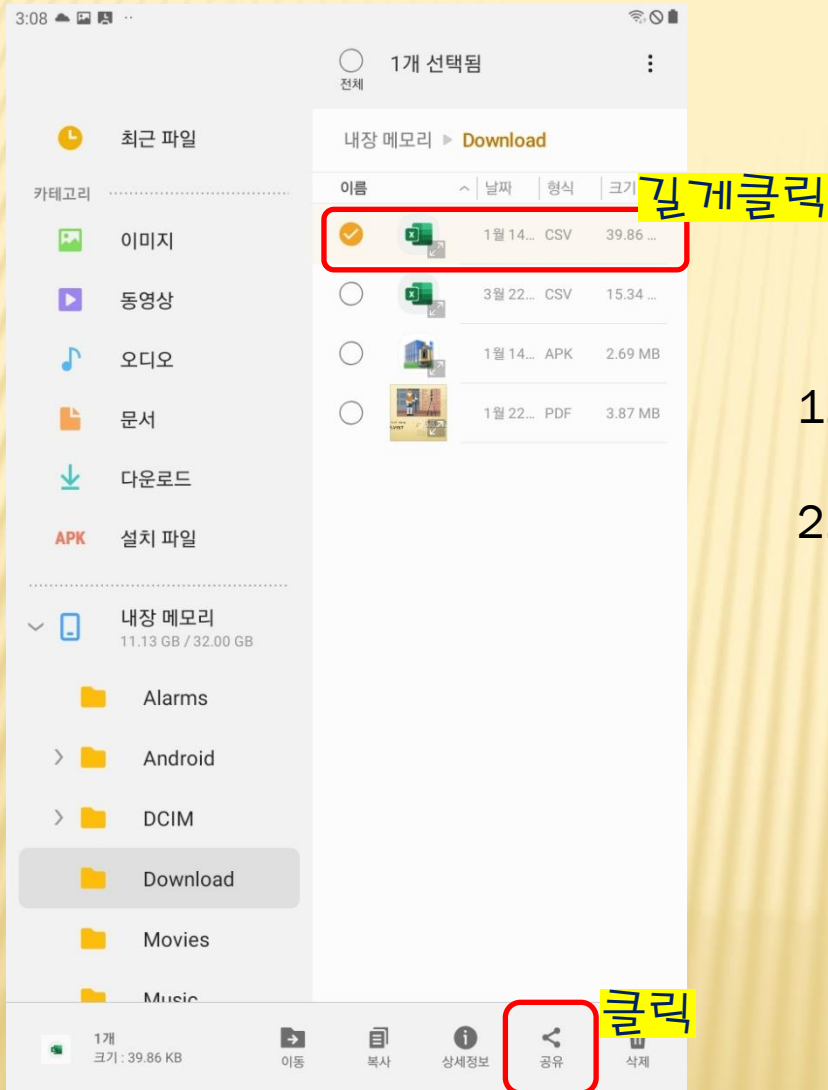 3:08
1개 선택됨
전체
최근 파일
내장 메모리 ▶ Download
카테고리
이름 날짜 형식 크기
길게클릭
이미지
1월 14... CSV 39.86 ...
동영상
3월 22... CSV 15.34 ...
오디오
1월 14... APK 2.69 MB
문서
1월 22... PDF 3.87 MB
다운로드
APK 설치 파일
내장 메모리
11.13 GB / 32.00 GB
Alarms
Android
DCIM
Download
Movies
Music
클릭
1개
크기 : 39.86 KB
이동
복사
상세정보
공유
삭제
1.
2.